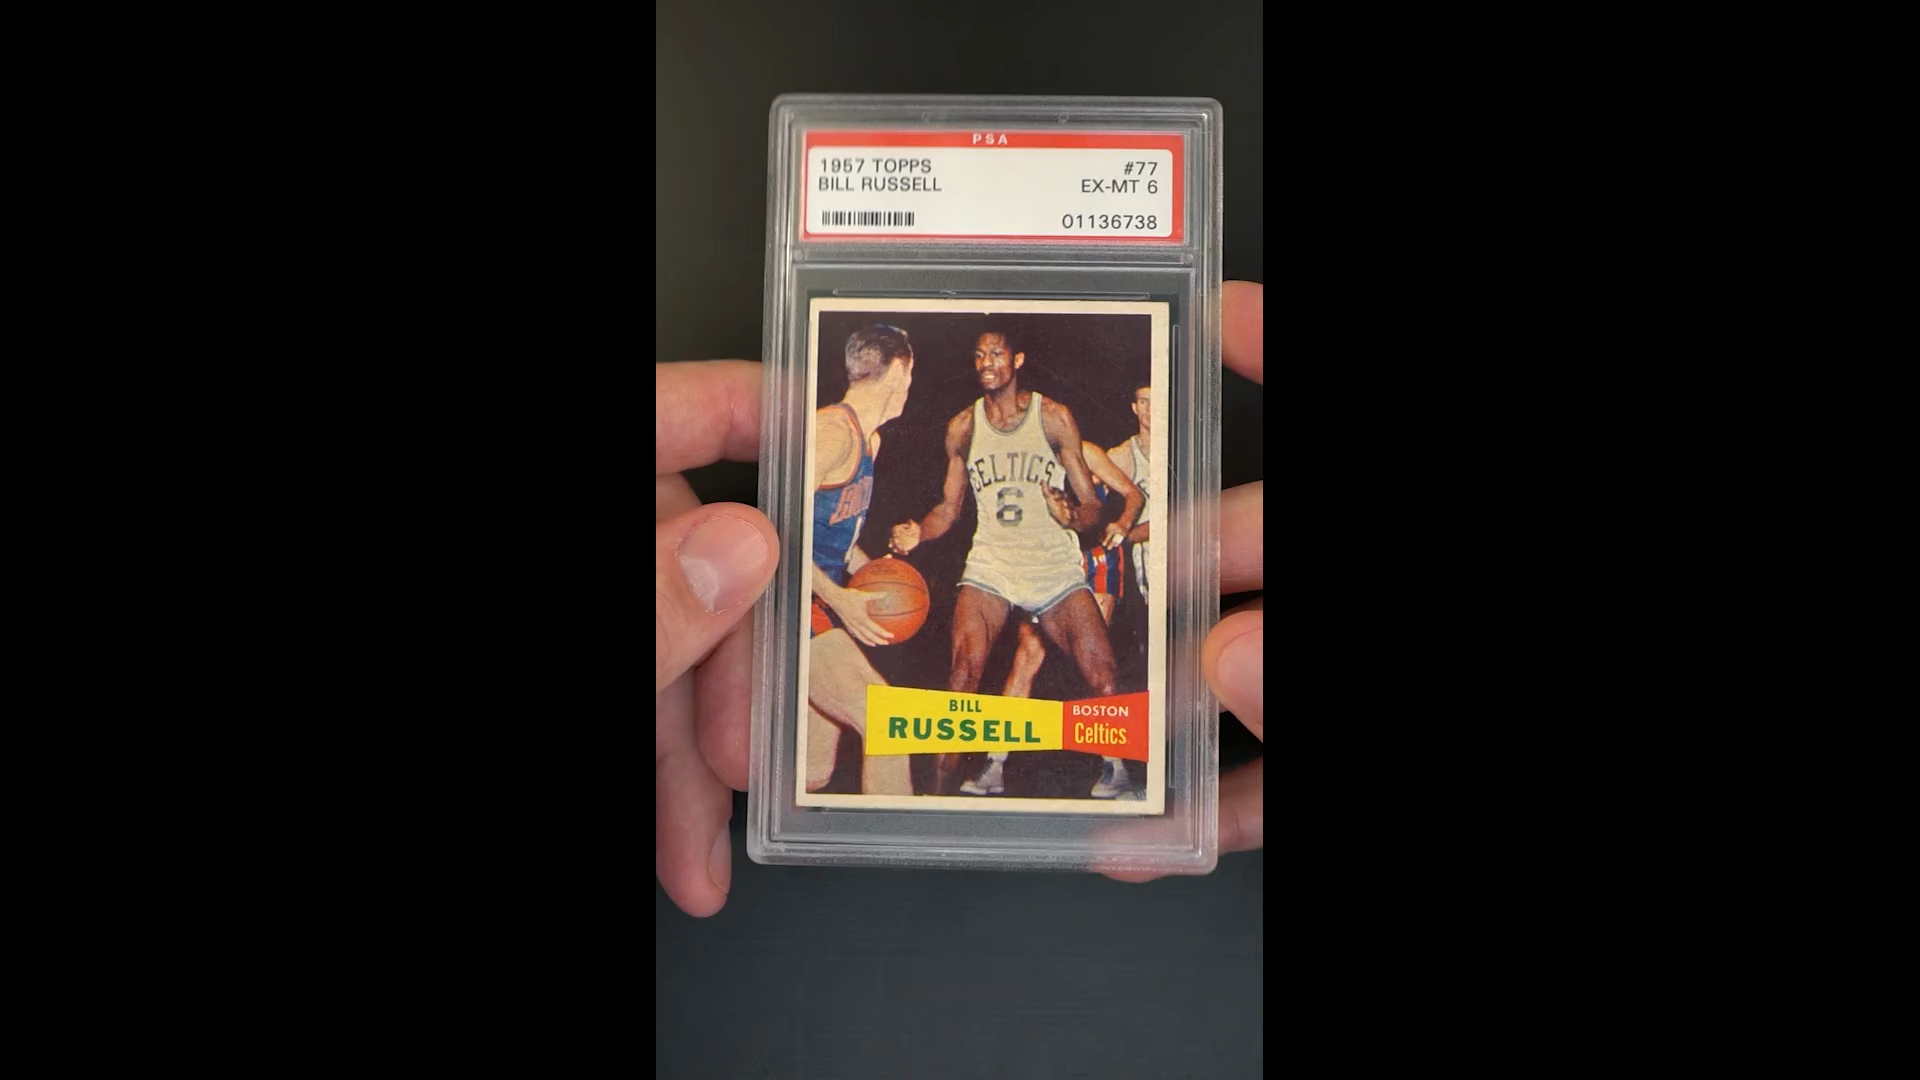 PSA
1957 TOPPS #77
BILL RUSSELL EX-MT 6
01136738
CELTICS
6
BILL
RUSSELL
BOSTON
Celtics